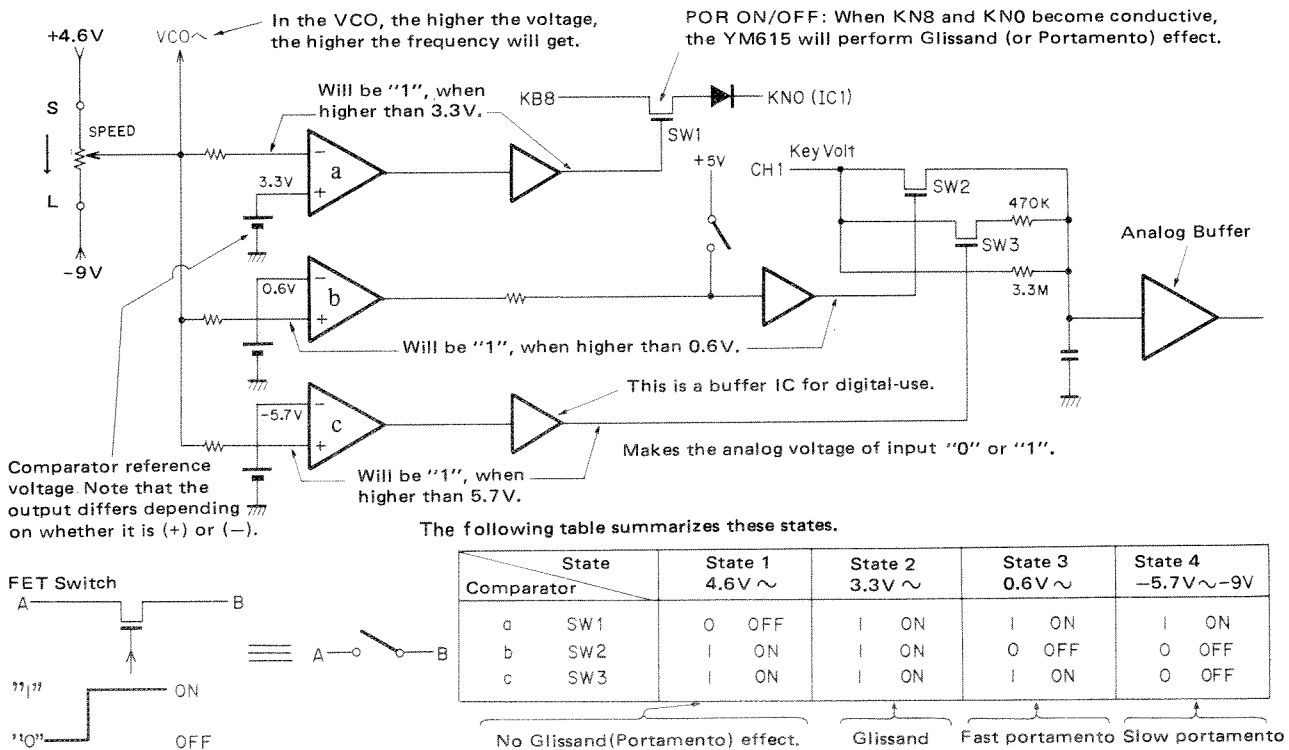 In the VCO, the higher the voltage,
the higher the frequency will get.
POR ON/OFF: When KN8 and KN0 become conductive,
the YM615 will perform Glissand (or Portamento) effect.
+4.6V
VCO
S
SPEED
L
-9V
Will be "1", when
higher than 3.3V.
KB8
KN0 (IC1)
SW1
3.3V
-
+
a
+5V
Key Volt
CH1
SW2
470K
SW3
3.3M
Analog Buffer
0.6V
-
+
b
Will be "1", when higher than 0.6V.
This is a buffer IC for digital-use.
-5.7V
-
+
c
Makes the analog voltage of input "0" or "1".
Will be "1", when
higher than 5.7V.
Comparator reference
voltage. Note that the
output differs depending
on whether it is (+) or (−).
The following table summarizes these states.
State
Comparator
State 1
4.6V ~
State 2
3.3V ~
State 3
0.6V ~
State 4
−5.7V~-9V
a SW1 0 OFF 1 ON 1 ON 1 ON
b SW2 1 ON 1 ON 0 OFF 0 OFF
c SW3 1 ON 1 ON 1 ON 0 OFF
No Glissand(Portamento) effect.
Glissand
Fast portamento
Slow portamento
FET Switch
A
B
A
B
"1"
ON
"0"
OFF